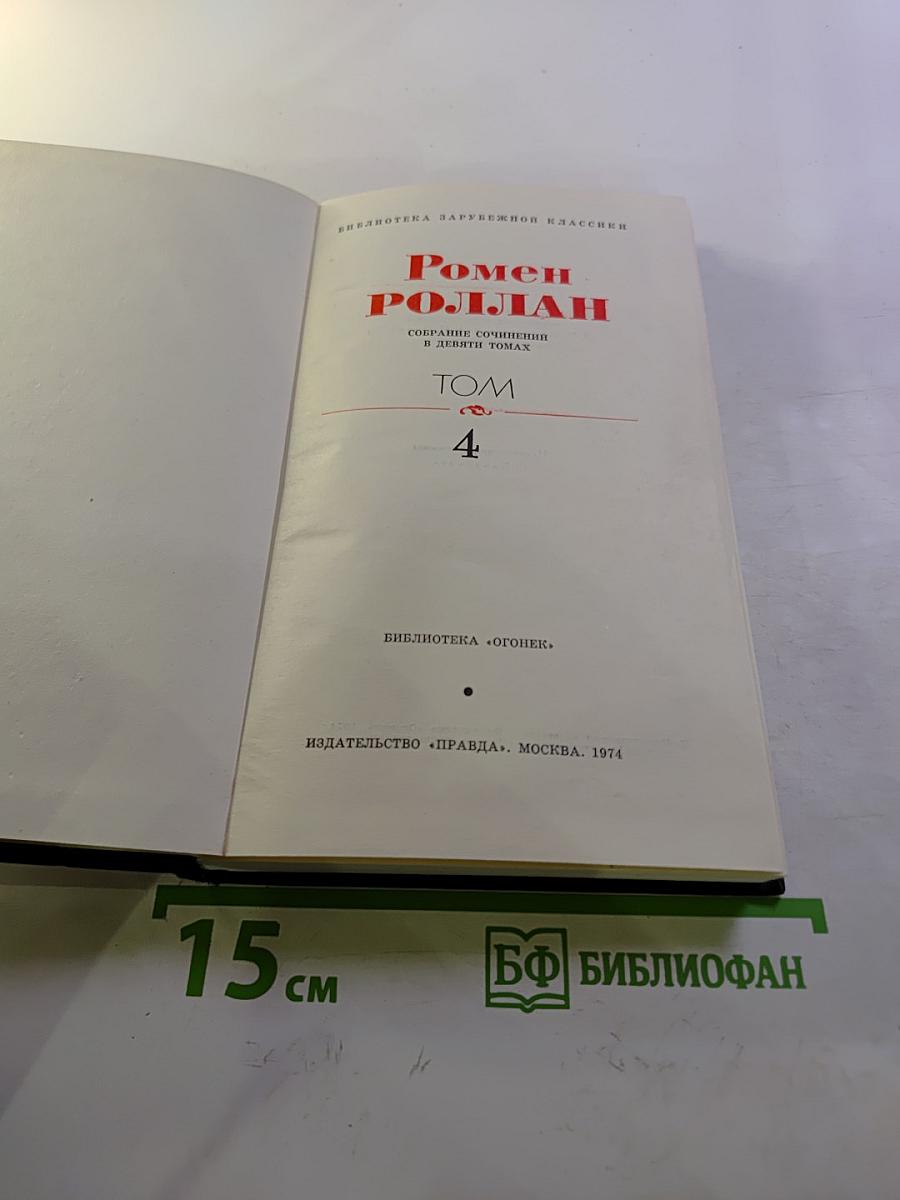 БИБЛИОТЕКА ЗАРУБЕЖНОЙ КЛАССИКИ
Ромен
РОЛЛАН
СОБРАНИЕ СОЧИНЕНИЙ
В ДЕВЯТИ ТОМАХ
ТОМ
4
БИБЛИОТЕКА «ОГОНЕК»
ИЗДАТЕЛЬСТВО «ПРАВДА». МОСКВА. 1974
15 см
БФ БИБЛИОФАН